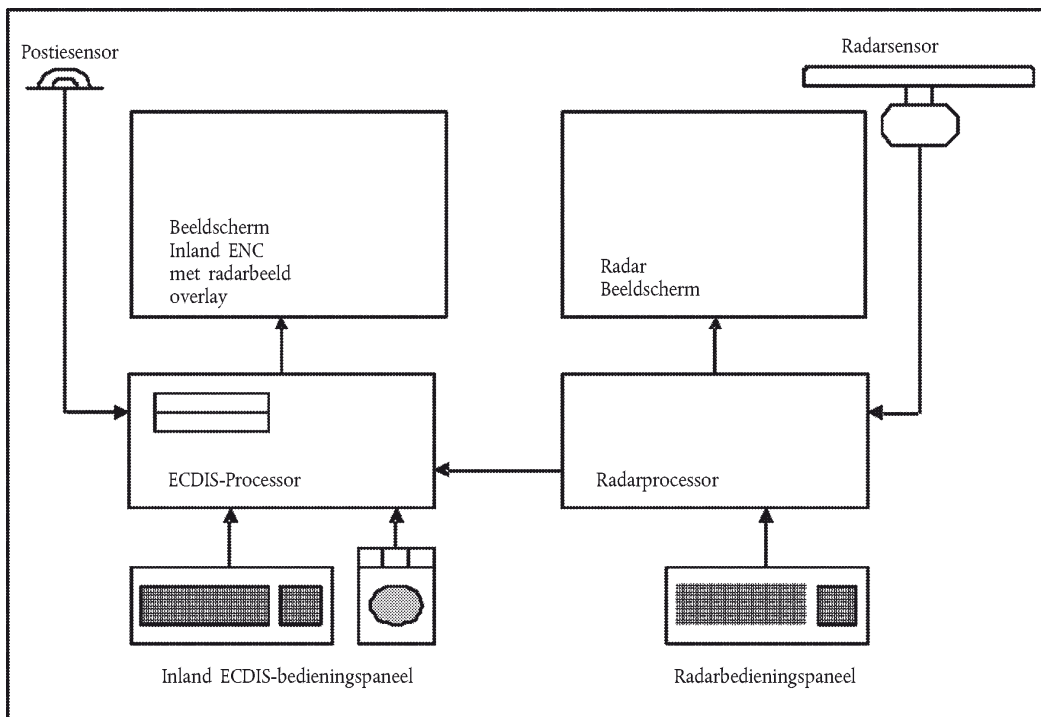 Postiesensor
Radarsensor
Beeldscherm
Inland ENC
met radarbeeld
overlay
Radar
Beeldscherm
ECDIS-Processor
Radarprocessor
Inland ECDIS-bedieningspaneel
Radarbedieningspaneel